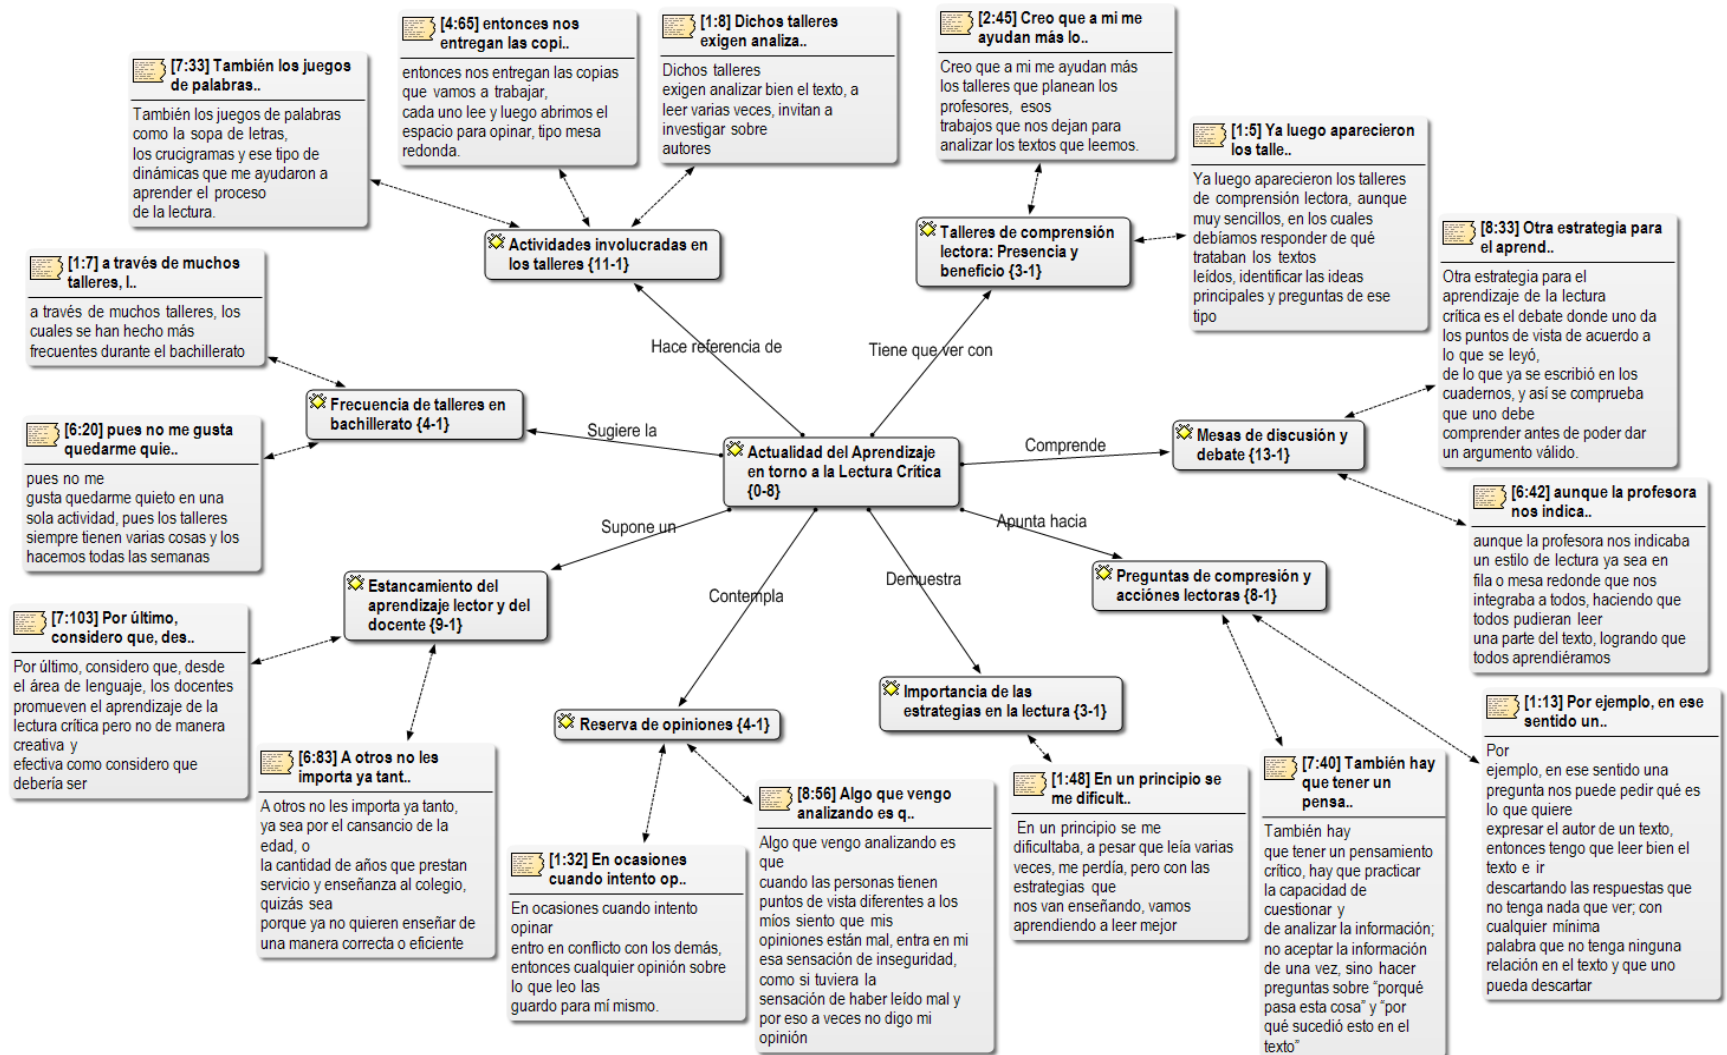 [4:65] entonces nos
entregan las copi..
entonces nos entregan las copias
que vamos a trabajar,
cada uno lee y luego abrimos el
espacio para opinar, tipo mesa
redonda.
[1:8] Dichos talleres
exigen analiza..
Dichos talleres
exigen analizar bien el texto, a
leer varias veces, invitan a
investigar sobre
autores
[2:45] Creo que a mi me
ayudan más lo..
Creo que a mi me ayudan más
los talleres que planean los
profesores, esos
trabajos que nos dejan para
analizar los textos que leemos.
[7:33] También los juegos
de palabras..
También los juegos de palabras
como la sopa de letras,
los crucigramas y ese tipo de
dinámicas que me ayudaron a
aprender el proceso
de la lectura.
[1:5] Ya luego aparecieron
los talle..
Ya luego aparecieron los talleres
de comprensión lectora, aunque
muy sencillos, en los cuales
debíamos responder de qué
trataban los textos
leídos, identificar las ideas
principales y preguntas de ese
tipo
Actividades involucradas en
los talleres {11-1}
Talleres de comprensión
lectora: Presencia y
beneficio {3-1}
[8:33] Otra estrategia para
el aprend..
Otra estrategia para el
aprendizaje de la lectura
crítica es el debate donde uno da
los puntos de vista de acuerdo a
lo que se leyó,
de lo que ya se escribió en los
cuadernos, y así se comprueba
que uno debe
comprender antes de poder dar
un argumento válido.
[1:7] a través de muchos
talleres, l..
a través de muchos talleres, los
cuales se han hecho más
frecuentes durante el bachillerato
Hace referencia de
Tiene que ver con
Frecuencia de talleres en
bachillerato {4-1}
Sugiere la
[6:20] pues no me gusta
quedarme quie..
pues no me
gusta quedarme quieto en una
sola actividad, pues los talleres
siempre tienen varias cosas y los
hacemos todas las semanas
Actualidad del Aprendizaje
en torno a la Lectura Crítica
{0-8}
Comprende
Mesas de discusión y
debate {13-1}
[6:42] aunque la profesora
nos indica..
aunque la profesora nos indicaba
un estilo de lectura ya sea en
fila o mesa redonde que nos
integraba a todos, haciendo que
todos pudieran leer
una parte del texto, logrando que
todos aprendiéramos
Supone un
Contempla
Demuestra
Apunta hacia
Estancamiento del
aprendizaje lector y del
docente {9-1}
Preguntas de compresión y
acciónes lectoras {8-1}
[7:103] Por último,
considero que, des..
Por último, considero que, desde
el área de lenguaje, los docentes
promueven el aprendizaje de la
lectura crítica pero no de manera
creativa y
efectiva como considero que
debería ser
Reserva de opiniones {4-1}
Importancia de las
estrategias en la lectura {3-1}
[6:83] A otros no les
importa ya tant..
A otros no les importa ya tanto,
ya sea por el cansancio de la
edad, o
la cantidad de años que prestan
servicio y enseñanza al colegio,
quizás sea
porque ya no quieren enseñar de
una manera correcta o eficiente
[1:32] En ocasiones
cuando intento op..
En ocasiones cuando intento
opinar
entro en conflicto con los demás,
entonces cualquier opinión sobre
lo que leo las
guardo para mí mismo.
[8:56] Algo que vengo
analizando es q..
Algo que vengo analizando es
que
cuando las personas tienen
puntos de vista diferentes a los
míos siento que mis
opiniones están mal, entra en mi
esa sensación de inseguridad,
como si tuviera la
sensación de haber leído mal y
por eso a veces no digo mi
opinión
[1:48] En un principio se
me dificult..
En un principio se me
dificultaba, a pesar que leía varias
veces, me perdía, pero con las
estrategias que
nos van enseñando, vamos
aprendiendo a leer mejor
[7:40] También hay
que tener un
pensa..
También hay
que tener un pensamiento
crítico, hay que practicar
la capacidad de
cuestionar y
de analizar la información;
no aceptar la información
de una vez, sino hacer
preguntas sobre “porqué
pasa esta cosa” y “por
qué sucedió esto en el
texto”
[1:13] Por ejemplo, en ese
sentido un..
Por
ejemplo, en ese sentido una
pregunta nos puede pedir qué es
lo que quiere
expresar el autor de un texto,
entonces tengo que leer bien el
texto e ir
descartando las respuestas que
no tenga nada que ver; con
cualquier mínima
palabra que no tenga ninguna
relación en el texto y que uno
pueda descartar